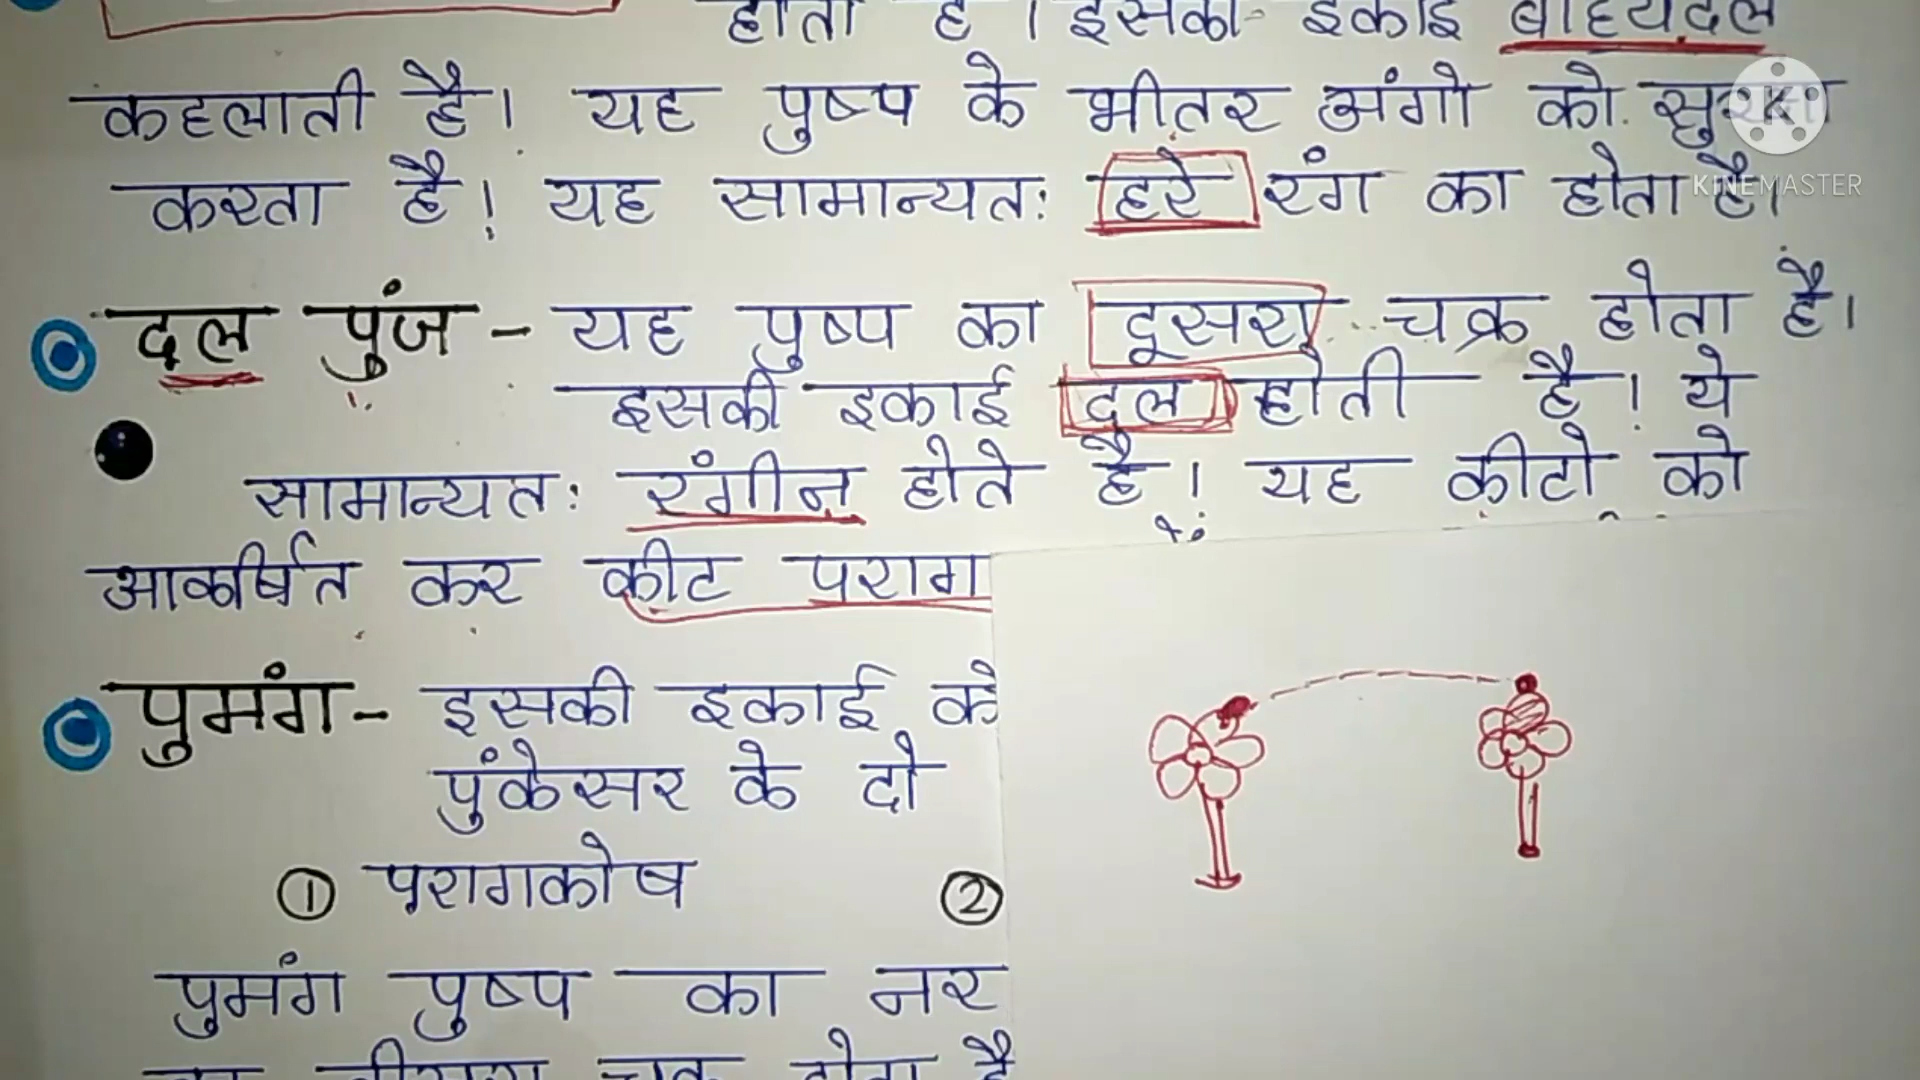 होता है । इसकी इकाई बाह्यदल
कहलाती है। यह पुष्प के भीतर अंगो को सुरक्षा
करता है। यह सामान्यतः हरे रंग का होता है।
KINEMASTER
दल पुंज - यह पुष्प का दूसरा चक्र होता है।
इसकी इकाई दल होती है। ये
सामान्यतः रंगीन होते है। यह कीटो को
आकर्षित कर कीट पराग
पुमंग - इसकी इकाई
पुंकेसर के दो
① परागकोष ②
पुमंग पुष्प का नर
चक्र होता है